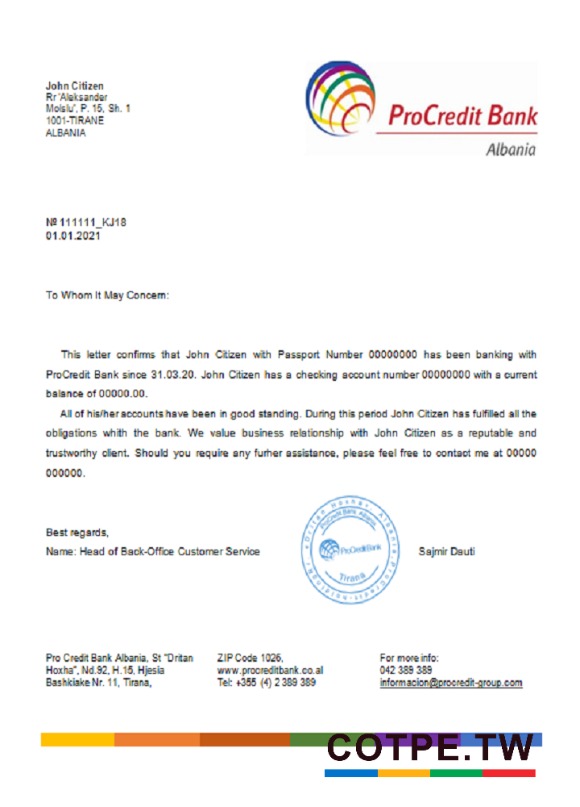 John Citizen
Rr 'Aleksander
Moisiu', P. 15, Sh. 1
1001-TIRANE
ALBANIA
ProCredit Bank
Albania
№ 111111_KJ18
01.01.2021
To Whom It May Concern:
This letter confirms that John Citizen with Passport Number 00000000 has been banking with
ProCredit Bank since 31.03.20. John Citizen has a checking account number 00000000 with a current
balance of 00000.00.
All of his/her accounts have been in good standing. During this period John Citizen has fulfilled all the
obligations whith the bank. We value business relationship with John Citizen as a reputable and
trustworthy client. Should you require any furher assistance, please feel free to contact me at 00000
000000.
Best regards,
Name: Head of Back-Office Customer Service
ProCredit Bank, Albania
ProCreditBank
Tirana
Sajmir Dauti
Pro Credit Bank Albania, St "Dritan
Hoxha", Nd.92, H.15, Hjesia
Bashkiake Nr. 11, Tirana,
ZIP Code 1026,
www.procreditbank.co.al
Tel: +355 (4) 2 389 389
For more info:
042 389 389
informacion@procredit-group.com
COTPE.TW